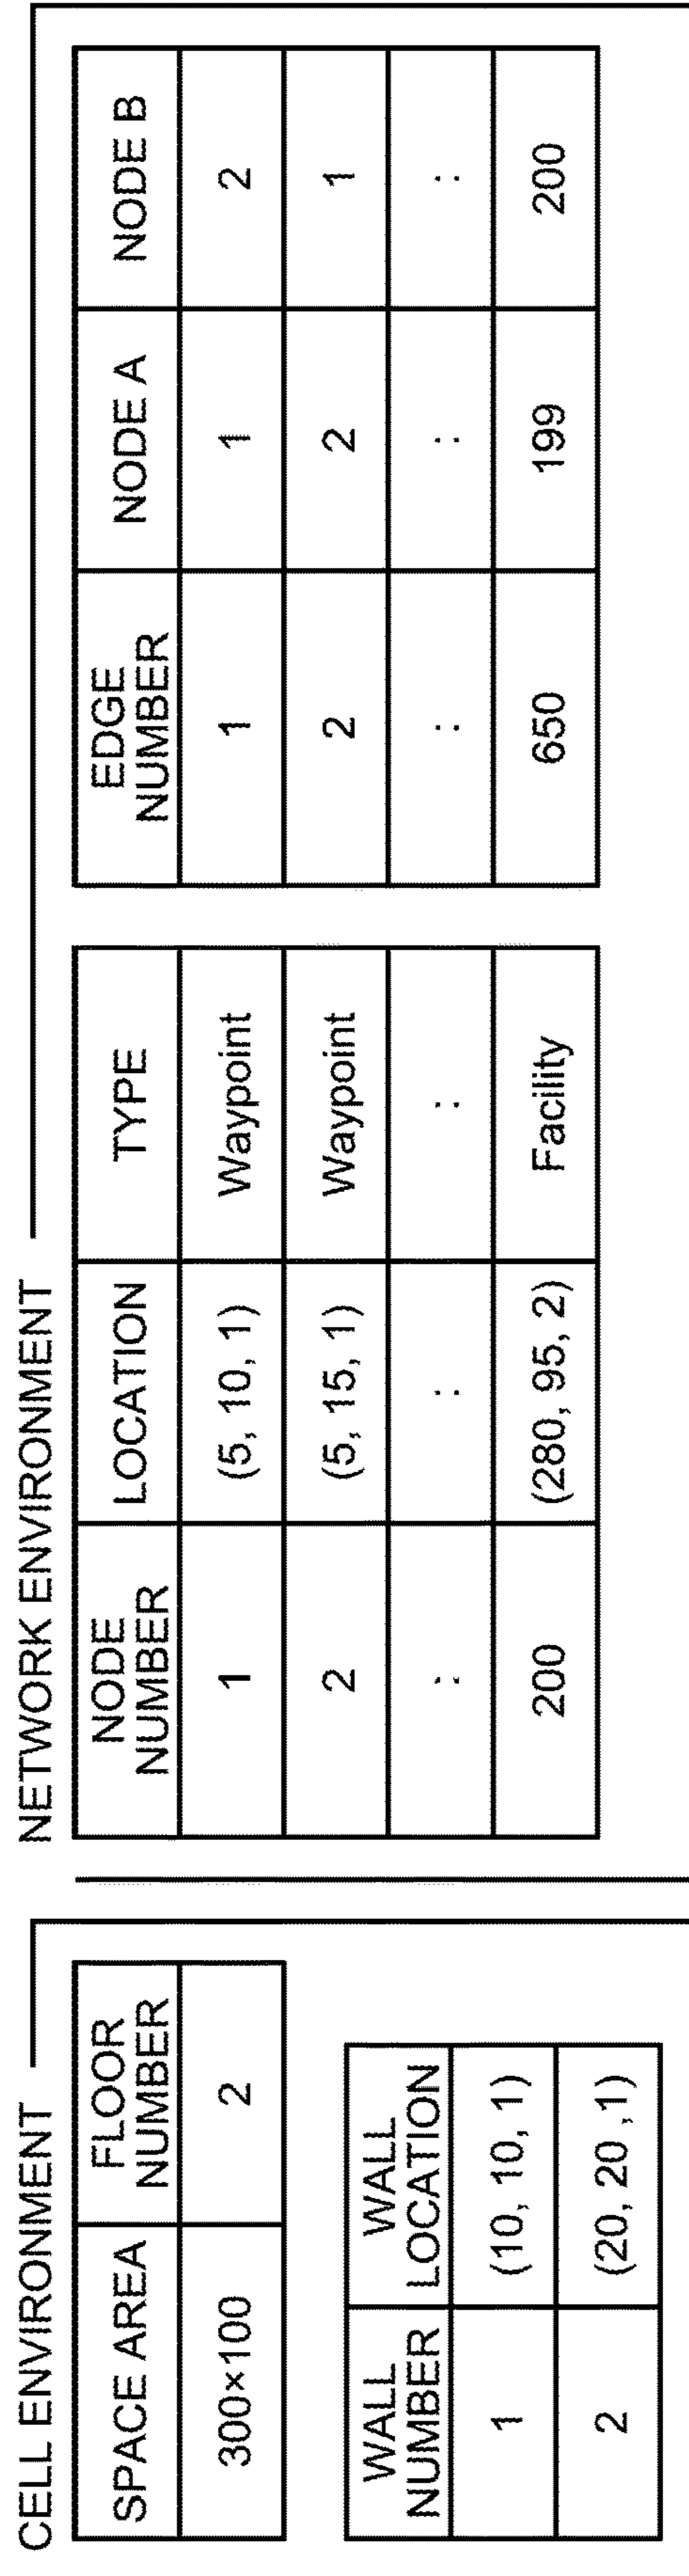 CELL ENVIRONMENT
SPACE AREA FLOOR NUMBER
300×100 2
WALL NUMBER WALL LOCATION
1 (10, 10, 1)
2 (20, 20 ,1)
NETWORK ENVIRONMENT
NODE NUMBER LOCATION TYPE
1 (5, 10, 1) Waypoint
2 (5, 15, 1) Waypoint
: : :
200 (280, 95, 2) Facility
EDGE NUMBER NODE A NODE B
1 1 2
2 2 1
: : :
650 199 200